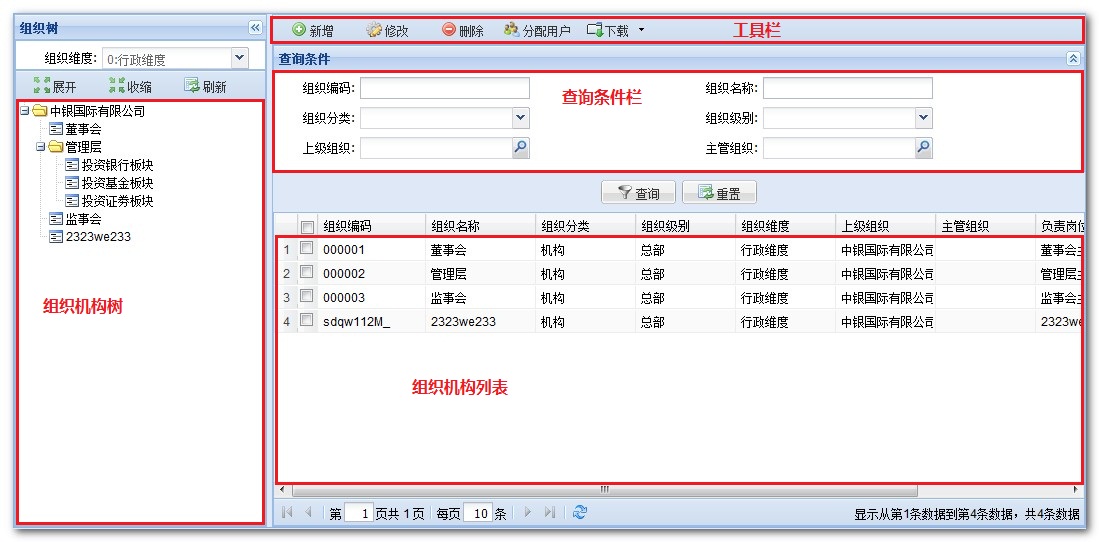 组织树
组织维度: 0:行政维度
展开 收缩 刷新
中银国际有限公司
董事会
管理层
投资银行板块
投资基金板块
投资证券板块
监事会
2323we233
组织机构树
新增 修改 删除 分配用户 下载 工具栏
查询条件
组织编码: 组织名称:
查询条件栏
组织分类: 组织级别:
上级组织: 主管组织:
查询 重置
组织编码 组织名称 组织分类 组织级别 组织维度 上级组织 主管组织 负责岗位
1 000001 董事会 机构 总部 行政维度 中银国际有限公司 董事会主
2 000002 管理层 机构 总部 行政维度 中银国际有限公司 管理层主
3 000003 监事会 机构 总部 行政维度 中银国际有限公司 监事会主
4 sdqw112M_ 2323we233 机构 总部 行政维度 中银国际有限公司 2323we
组织机构列表
第 1 页共 1 页 每页 10 条 显示从第1条数据到第4条数据，共4条数据